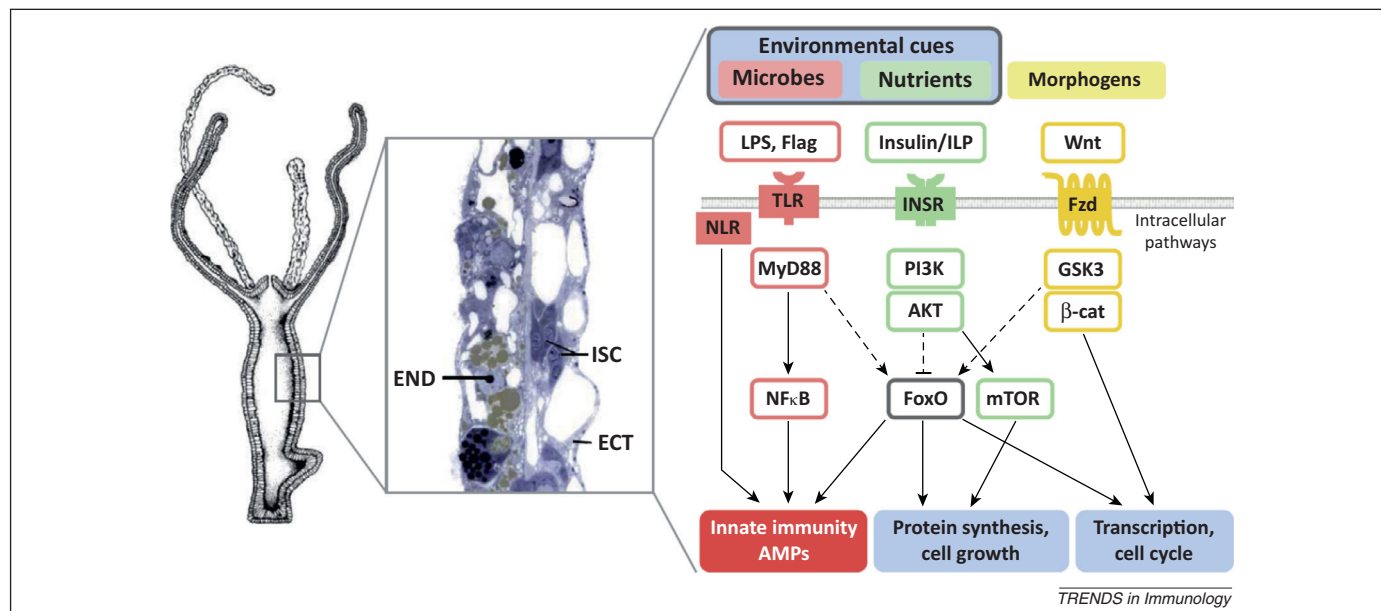 Environmental cues
Microbes
Nutrients
Morphogens
LPS, Flag
Insulin/ILP
Wnt
TLR
INSR
Fzd
NLR
Intracellular
pathways
MyD88
PI3K
GSK3
AKT
β-cat
ISC
END
NFκB
FoxO
mTOR
ECT
Innate immunity
AMPs
Protein synthesis,
cell growth
Transcription,
cell cycle
TRENDS in Immunology